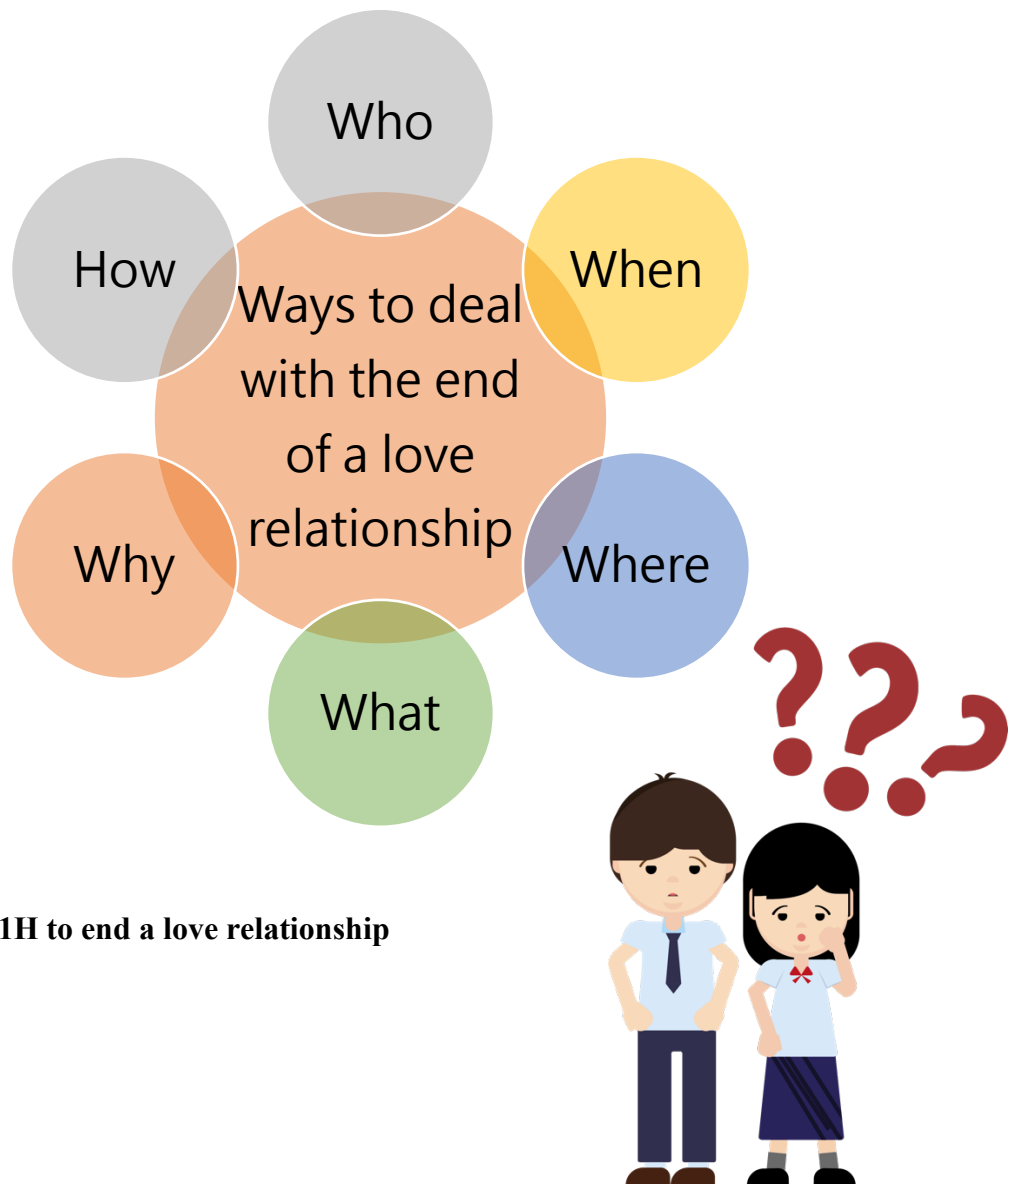 Who
How
When
Ways to deal
with the end
of a love
relationship
Why
Where
What
???
1H to end a love relationship